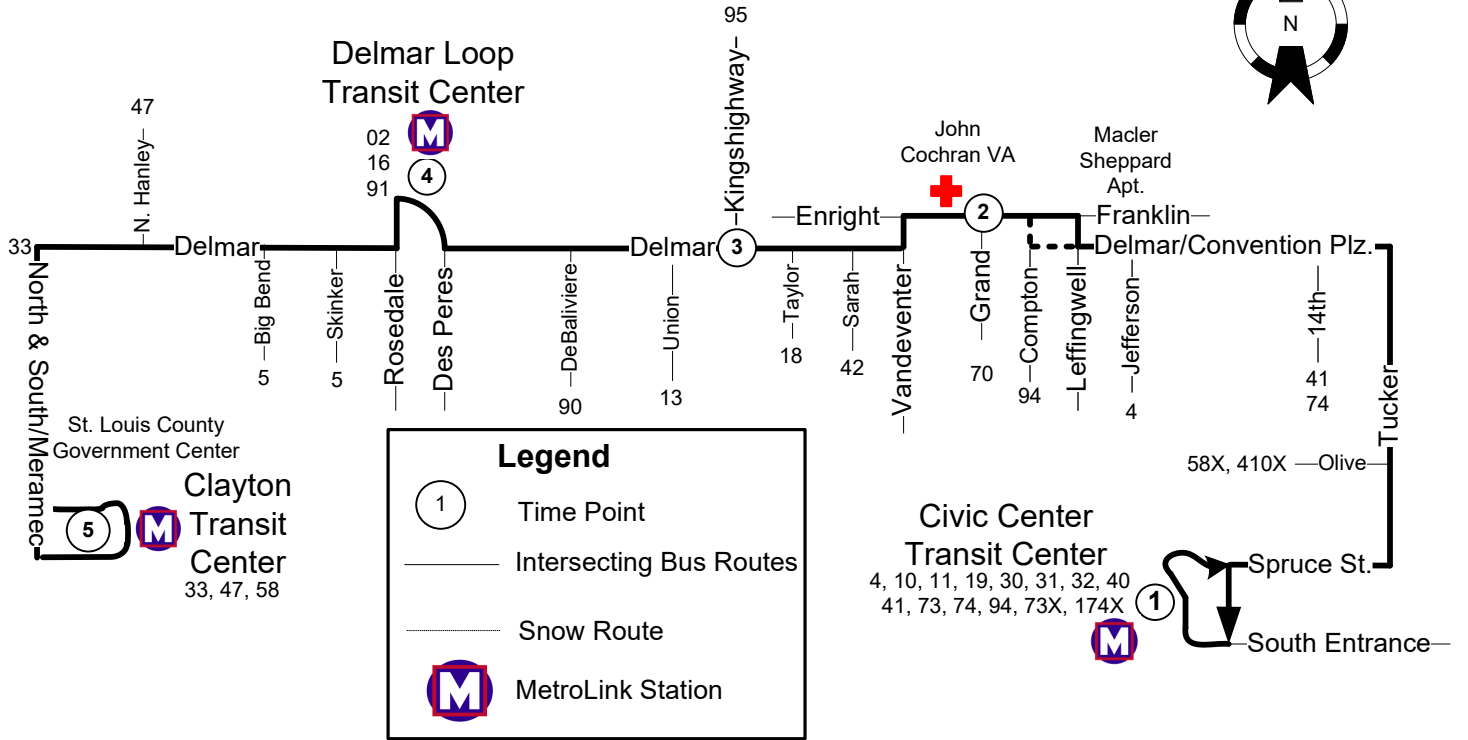 95
N
Delmar Loop
Transit Center
M
47
02
16
91
4
N. Hanley
Kingshighway
John
Cochran VA
Macler
Sheppard
Apt.
Enright
2
Franklin
33
Delmar
Delmar
3
Delmar/Convention Plz.
North & South/Meramec
Big Bend
5
Skinker
5
Rosedale
Des Peres
DeBaliviere
90
Union
13
Taylor
18
Sarah
42
Vandeventer
Grand
70
Compton
94
Leffingwell
Jefferson
4
14th
41
74
Tucker
58X, 410X
Olive
St. Louis County
Government Center
Clayton
Transit
Center
33, 47, 58
5
M
Legend
1
Time Point
Intersecting Bus Routes
Snow Route
M
MetroLink Station
Civic Center
Transit Center
4, 10, 11, 19, 30, 31, 32, 40
41, 73, 74, 94, 73X, 174X
1
M
Spruce St.
South Entrance